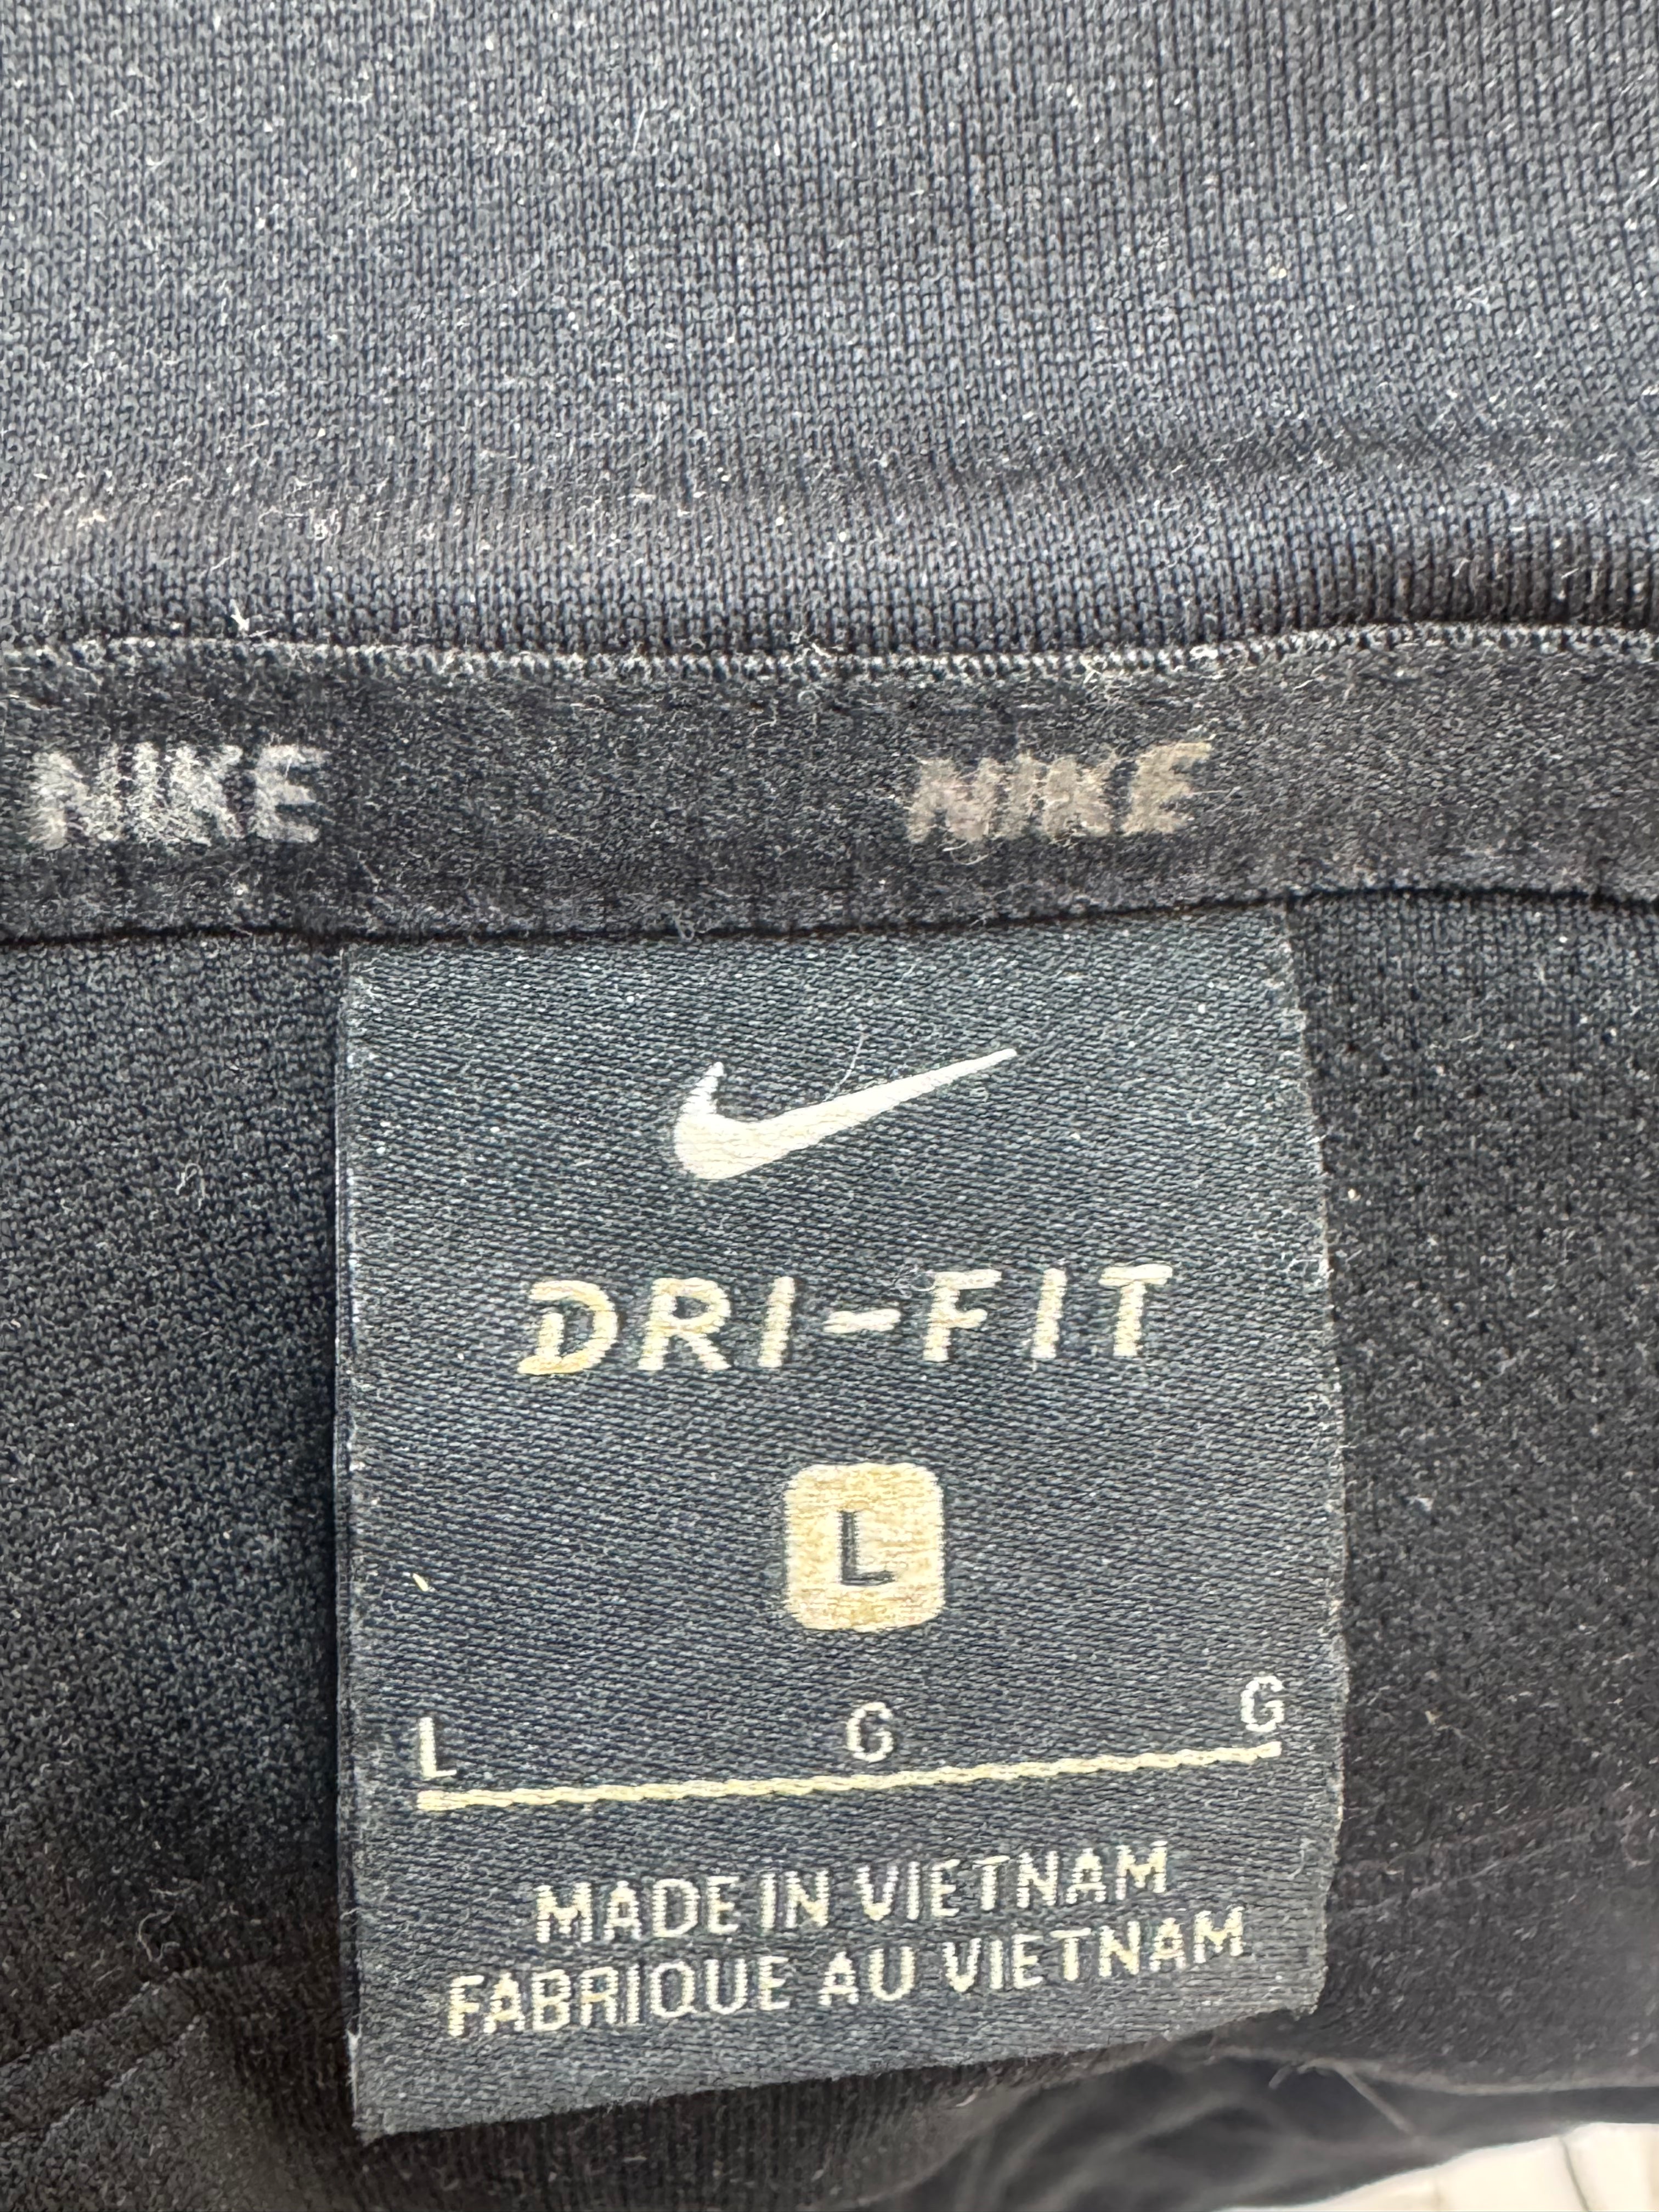 NIKE NIKE
DRI-FIT
L
L G G
MADE IN VIETNAM
FABRIQUE AU VIETNAM